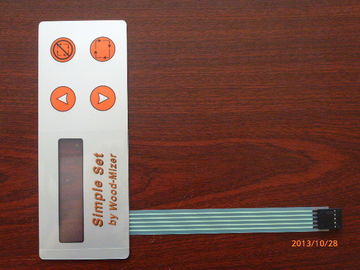 Simple Set
by Wood-Mizer
2013/10/28